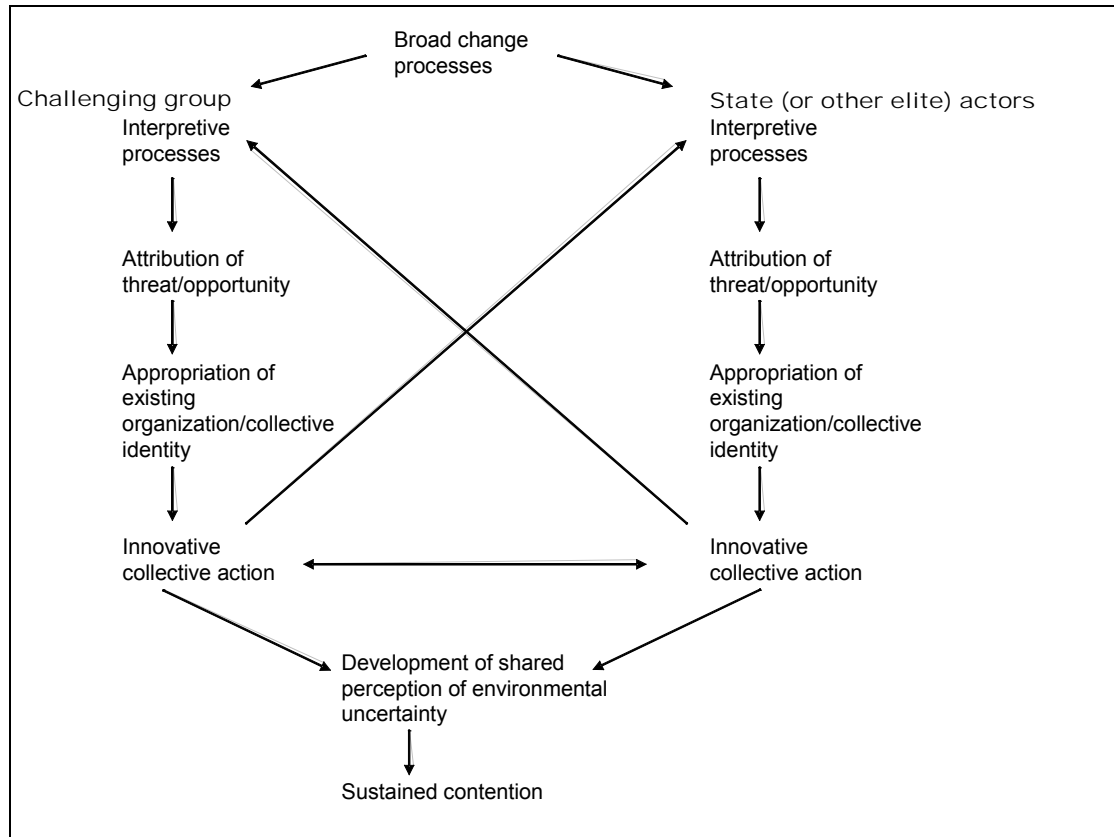 Broad change
processes
Challenging group
Interpretive
processes
Attribution of
threat/opportunity
Appropriation of
existing
organization/collective
identity
Innovative
collective action
State (or other elite) actors
Interpretive
processes
Attribution of
threat/opportunity
Appropriation of
existing
organization/collective
identity
Innovative
collective action
Development of shared
perception of environmental
uncertainty
Sustained contention